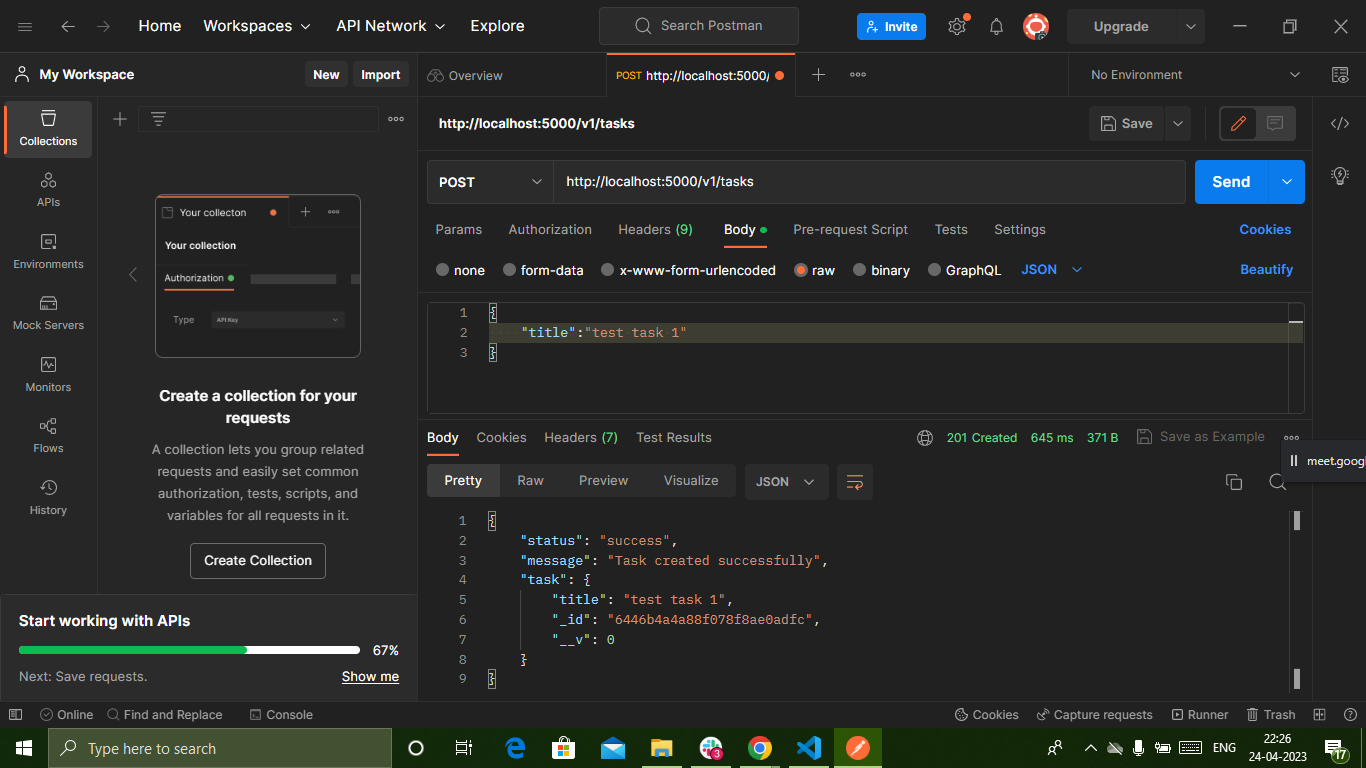 Home Workspaces API Network Explore Search Postman Invite Upgrade
My Workspace New Import Overview POST http://localhost:5000/ No Environment
Collections
APIs
Environments
Mock Servers
Monitors
Flows
History
Your collecton
Your collection
Authorization
Type API Key
Create a collection for your
requests
A collection lets you group related
requests and easily set common
authorization, tests, scripts, and
variables for all requests in it.
Create Collection
Start working with APIs
67%
Next: Save requests. Show me
http://localhost:5000/v1/tasks Save
POST http://localhost:5000/v1/tasks Send
Params Authorization Headers (9) Body Pre-request Script Tests Settings Cookies
none form-data x-www-form-urlencoded raw binary GraphQL JSON Beautify
1 {
2 "title":"test task 1"
3 }
Body Cookies Headers (7) Test Results 201 Created 645 ms 371 B Save as Example
meet.googl
Pretty Raw Preview Visualize JSON
1 {
2 "status": "success",
3 "message": "Task created successfully",
4 "task": {
5 "title": "test task 1",
6 "_id": "6446b4a4a88f078f8ae0adfc",
7 "__v": 0
8 }
9 }
Online Find and Replace Console Cookies Capture requests Runner Trash
Type here to search 3 ENG 22:26
24-04-2023 17